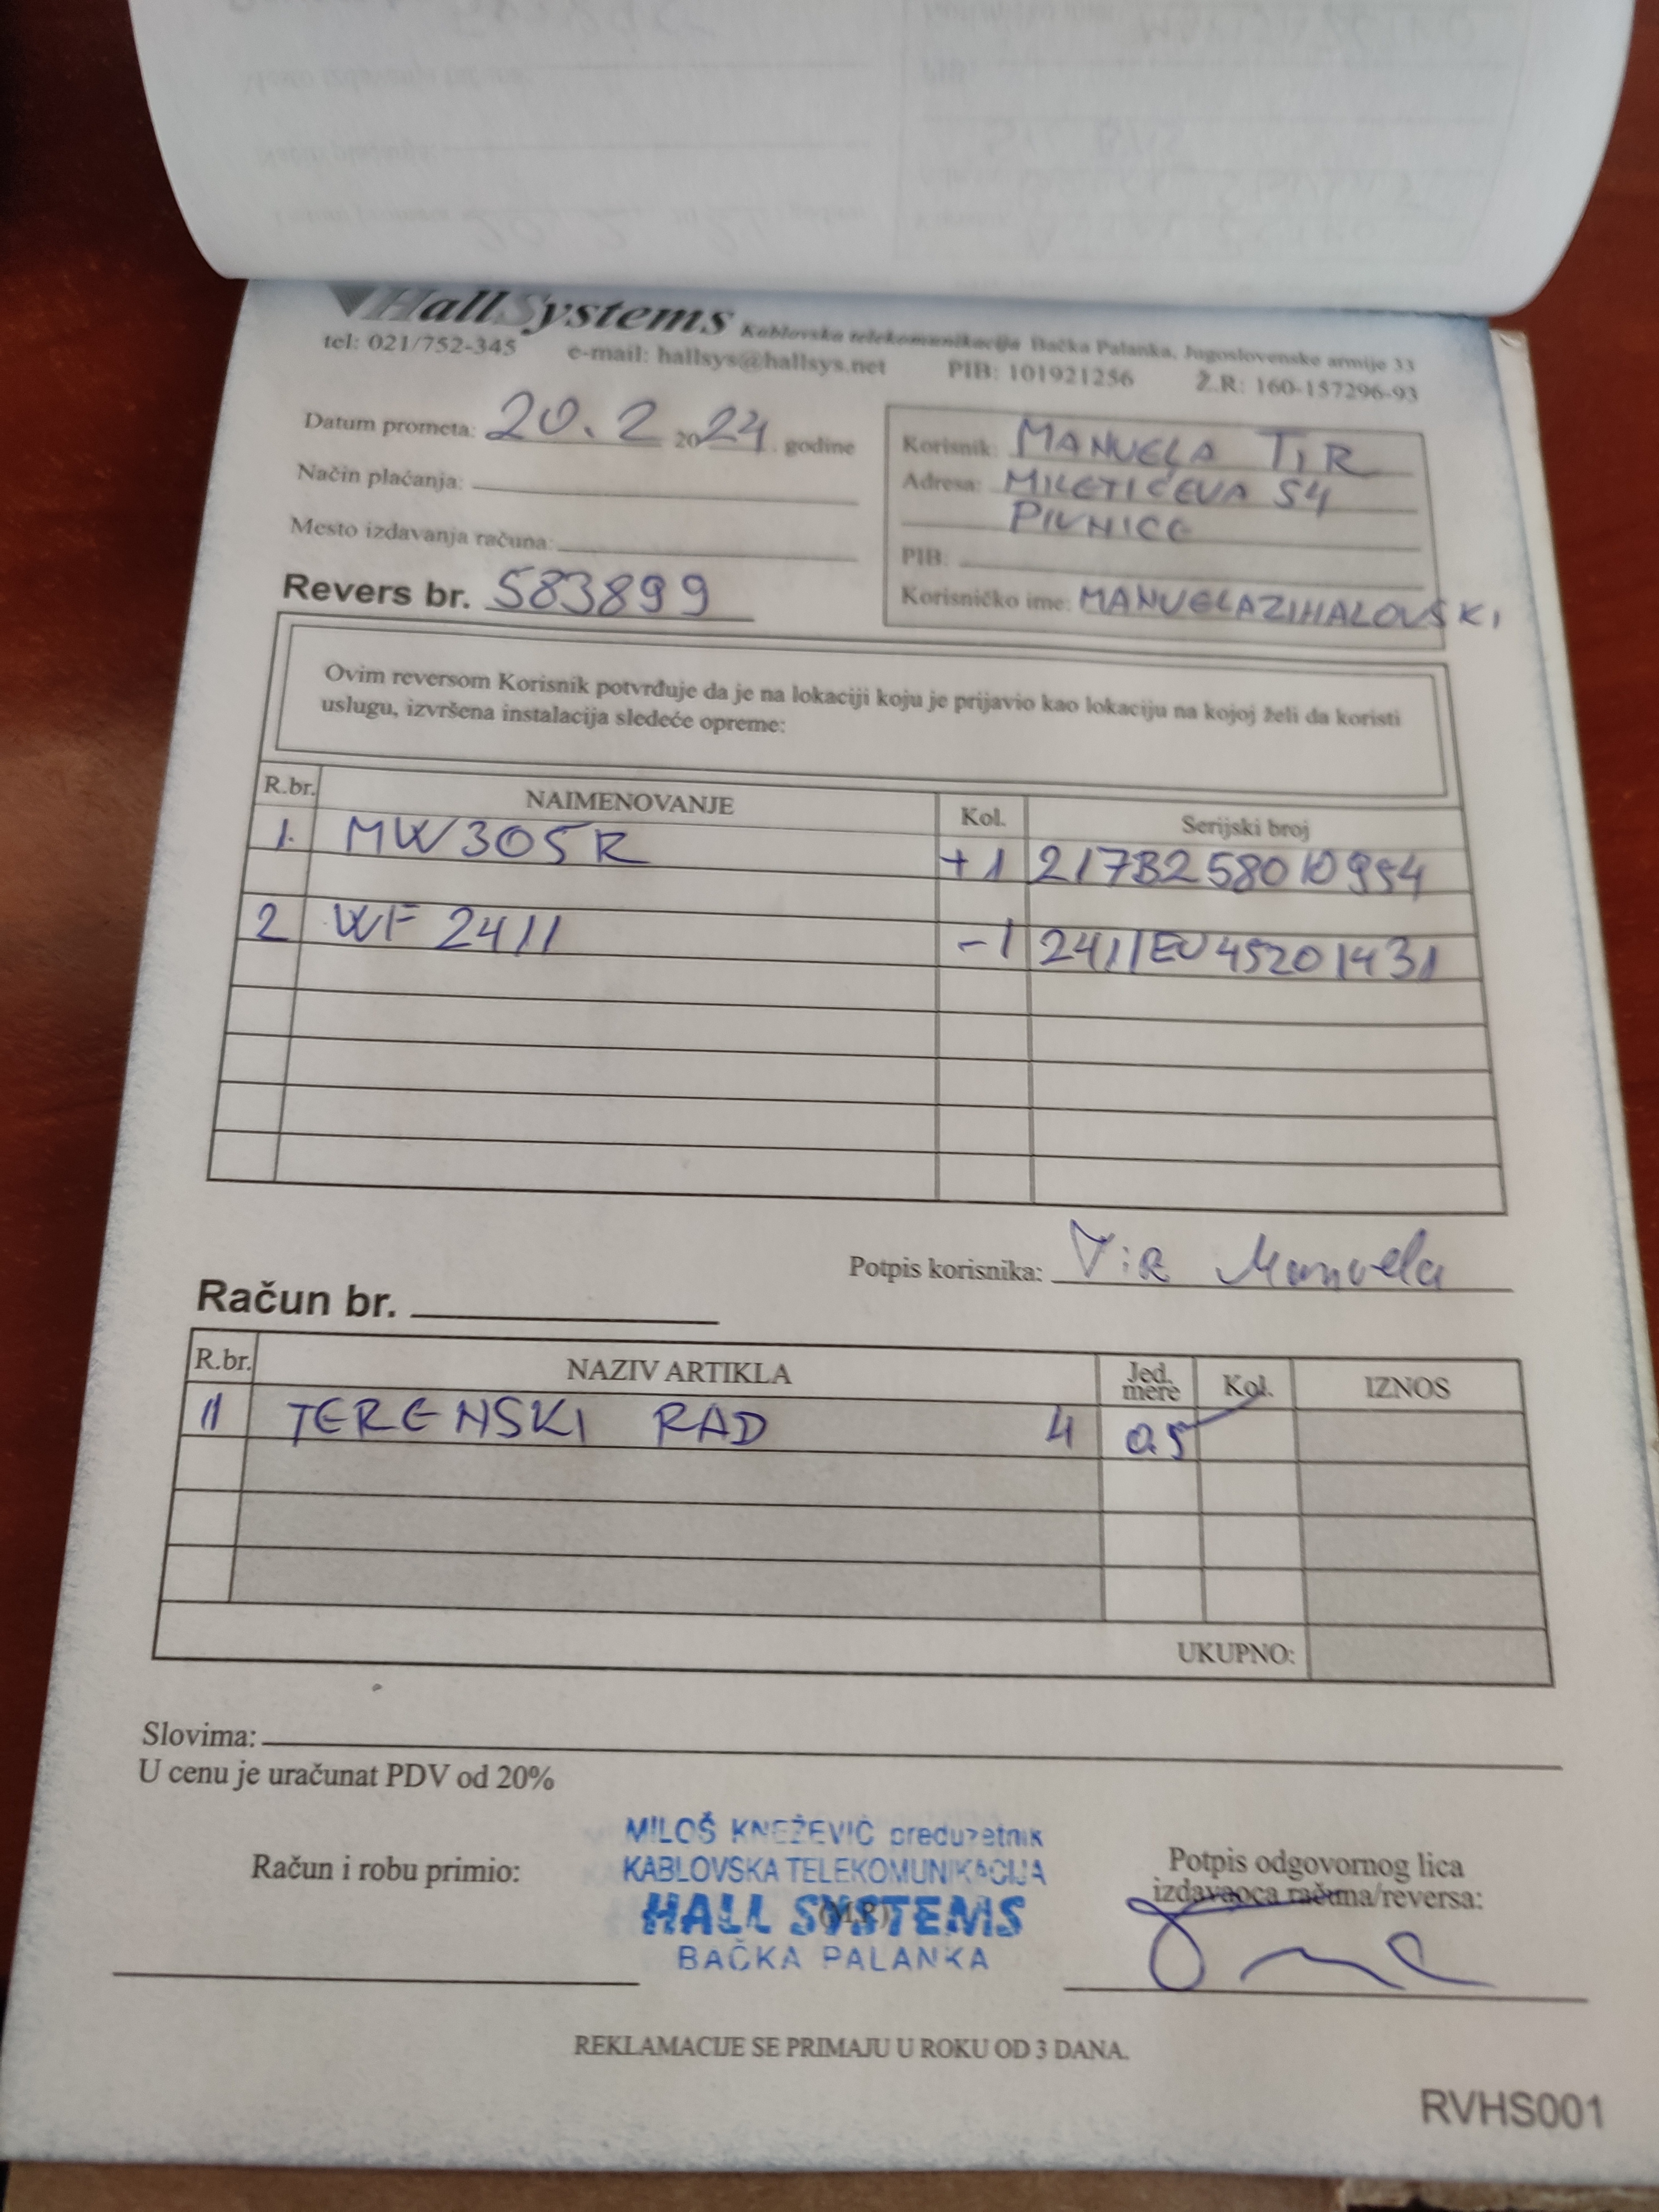 HallSystems Kablovska telekomunikacija Bačka Palanka, Jugoslovenske armije 33
tel: 021/752-345 e-mail: hallsys@hallsys.net PIB: 101921256 Ž.R: 160-157296-93
Datum prometa: 20.2 2024. godine
Način plaćanja:
Mesto izdavanja računa:
Revers br. 583899
Korisnik: MANUELA TIR
Adresa: MILETIĆEVA 54
PIVNICE
PIB:
Korisničko ime: MANUELAZIHALOVSKI
Ovim reversom Korisnik potvrđuje da je na lokaciji koju je prijavio kao lokaciju na kojoj želi da koristi
uslugu, izvršena instalacija sledeće opreme:
R.br. NAIMENOVANJE Kol. Serijski broj
1. MW305R +1 217B258010954
2 WF 2411 -1 2411EU45201431
Potpis korisnika: TiR Manuela
Račun br.
R.br. NAZIV ARTIKLA Jed. mere Kol. IZNOS
11 TERENSKI RAD 4 0.5
UKUPNO:
Slovima:
U cenu je uračunat PDV od 20%
MILOŠ KNEŽEVIĆ preduzetnik
KABLOVSKA TELEKOMUNIKACIJA
HALL SYSTEMS
BAČKA PALANKA
Račun i robu primio:
(M.P.)
Potpis odgovornog lica
izdavaoca računa/reversa:
REKLAMACIJE SE PRIMAJU U ROKU OD 3 DANA.
RVHS001